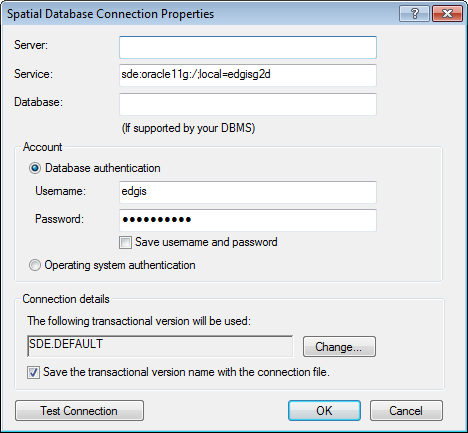 Spatial Database Connection Properties
Server:
Service: sde:oracle11g:/;local=edgisg2d
Database:
(If supported by your DBMS)
Account
Database authentication
Username: edgis
Password: ●●●●●●●●●●
Save username and password
Operating system authentication
Connection details
The following transactional version will be used:
SDE.DEFAULT Change...
Save the transactional version name with the connection file.
Test Connection OK Cancel